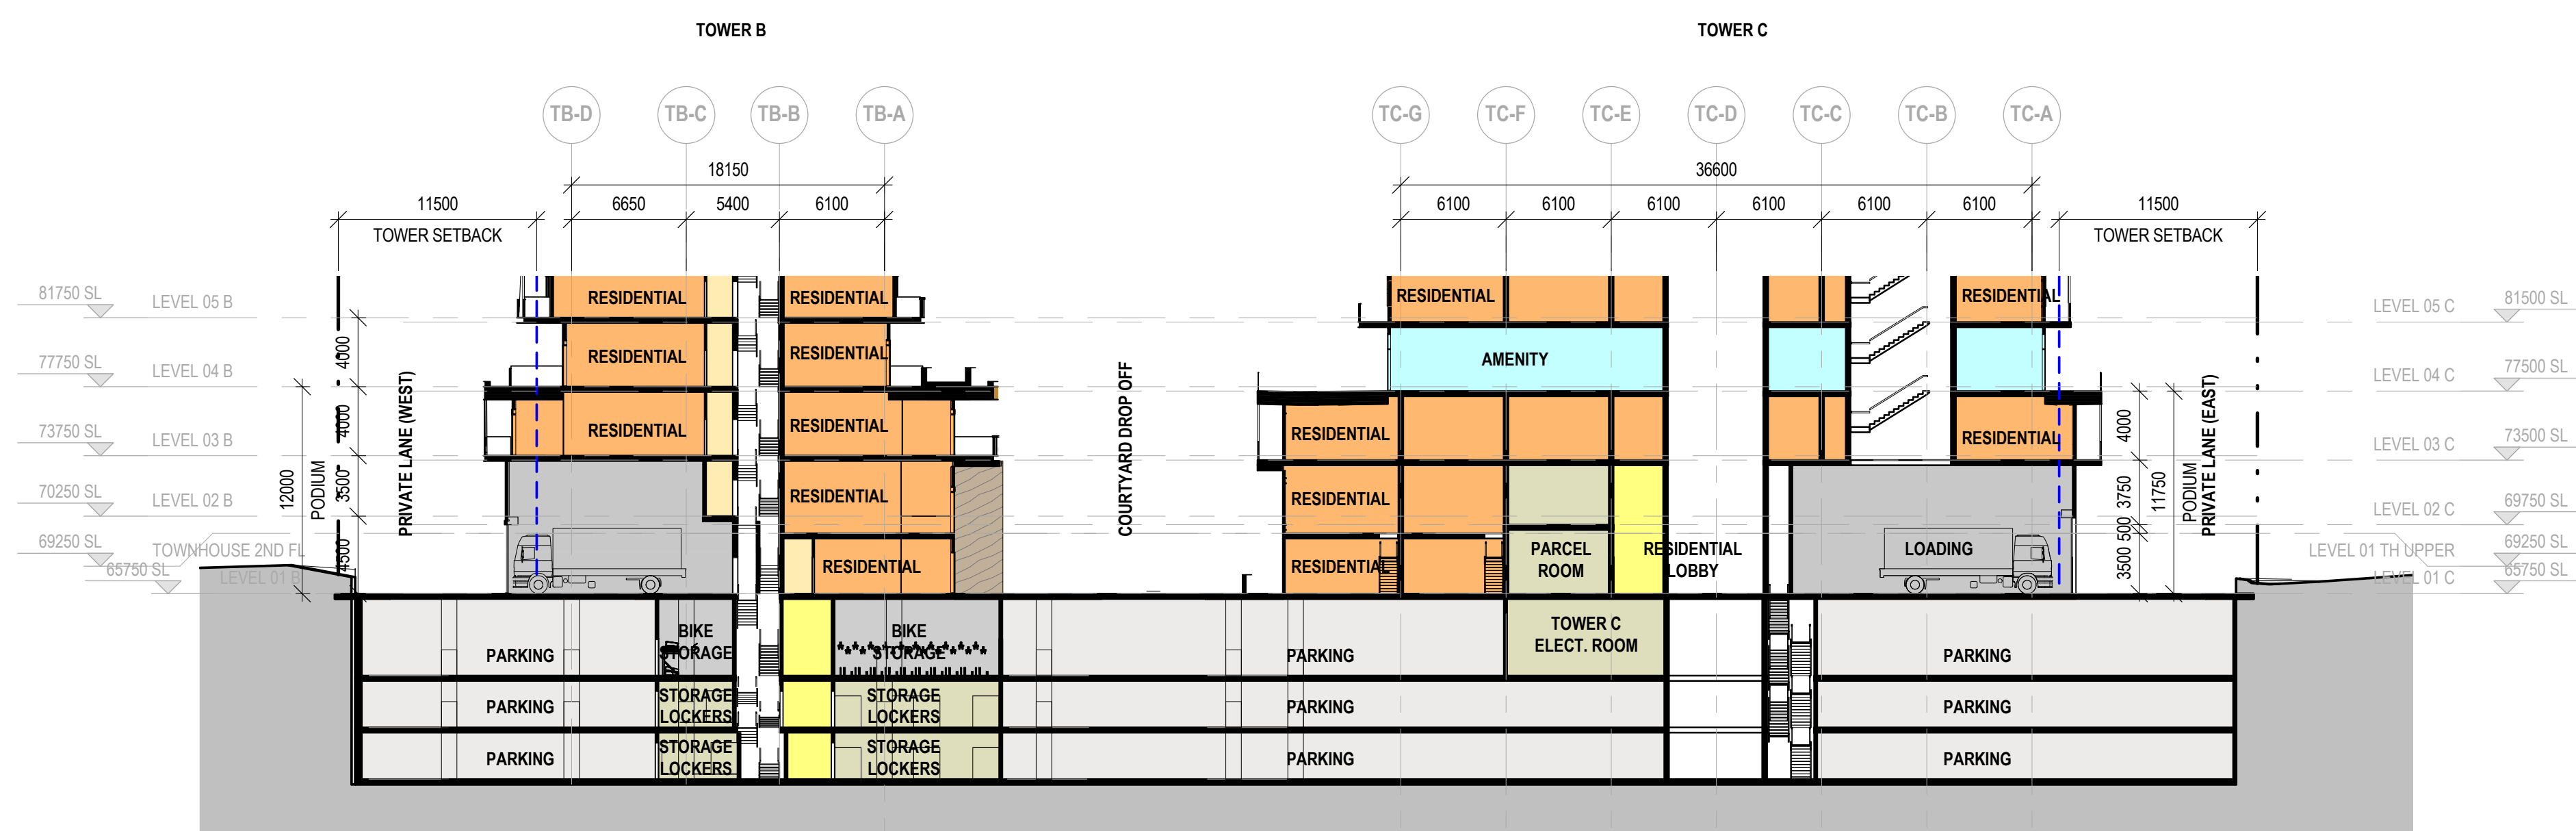 TOWER B
TOWER C
TB-D TB-C TB-B TB-A
TC-G TC-F TC-E TC-D TC-C TC-B TC-A
18150
36600
11500
6650 5400 6100
6100 6100 6100 6100 6100 6100
11500
TOWER SETBACK
TOWER SETBACK
81750 SL LEVEL 05 B
RESIDENTIAL RESIDENTIAL
RESIDENTIAL RESIDENTIAL
LEVEL 05 C 81500 SL
4000
RESIDENTIAL RESIDENTIAL
AMENITY
77750 SL LEVEL 04 B
LEVEL 04 C 77500 SL
4000
RESIDENTIAL RESIDENTIAL
RESIDENTIAL RESIDENTIAL
4000
73750 SL LEVEL 03 B
LEVEL 03 C 73500 SL
PRIVATE LANE (WEST)
COURTYARD DROP OFF
PRIVATE LANE (EAST)
12000
PODIUM
3500
RESIDENTIAL
RESIDENTIAL
3750
11750
PODIUM
70250 SL LEVEL 02 B
LEVEL 02 C 69750 SL
500
69250 SL TOWNHOUSE 2ND FL
4500
RESIDENTIAL
RESIDENTIAL
PARCEL
ROOM
RESIDENTIAL
LOBBY
LOADING
3500
LEVEL 01 TH UPPER 69250 SL
65750 SL LEVEL 01 B
LEVEL 01 C 65750 SL
PARKING
BIKE
STORAGE
BIKE
STORAGE
PARKING
TOWER C
ELECT. ROOM
PARKING
PARKING
STORAGE
LOCKERS
STORAGE
LOCKERS
PARKING
PARKING
PARKING
STORAGE
LOCKERS
STORAGE
LOCKERS
PARKING
PARKING